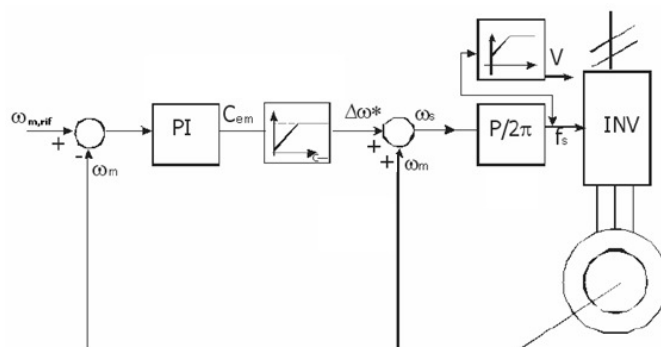 V
ωm,rif
+
-
ωm
PI
Cem
Δω*
+
+
ωs
ωm
P/2π
fs
INV